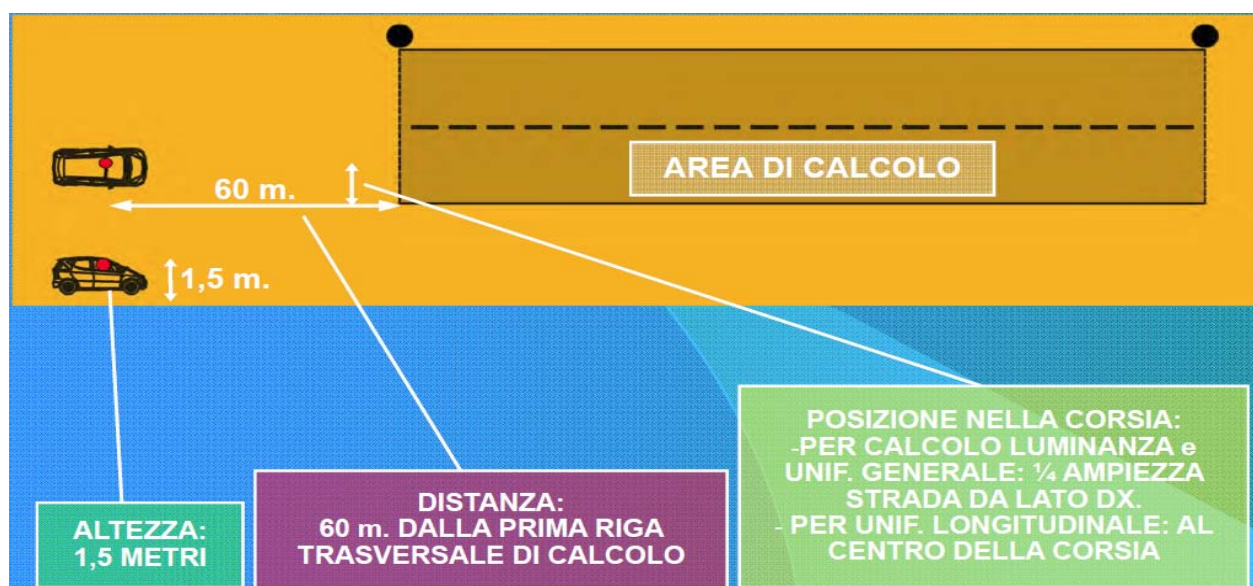 AREA DI CALCOLO
60 m.
1,5 m.
ALTEZZA:
1,5 METRI
DISTANZA:
60 m. DALLA PRIMA RIGA
TRASVERSALE DI CALCOLO
POSIZIONE NELLA CORSIA:
-PER CALCOLO LUMINANZA e
UNIF. GENERALE: ¼ AMPIEZZA
STRADA DA LATO DX.
- PER UNIF. LONGITUDINALE: AL
CENTRO DELLA CORSIA